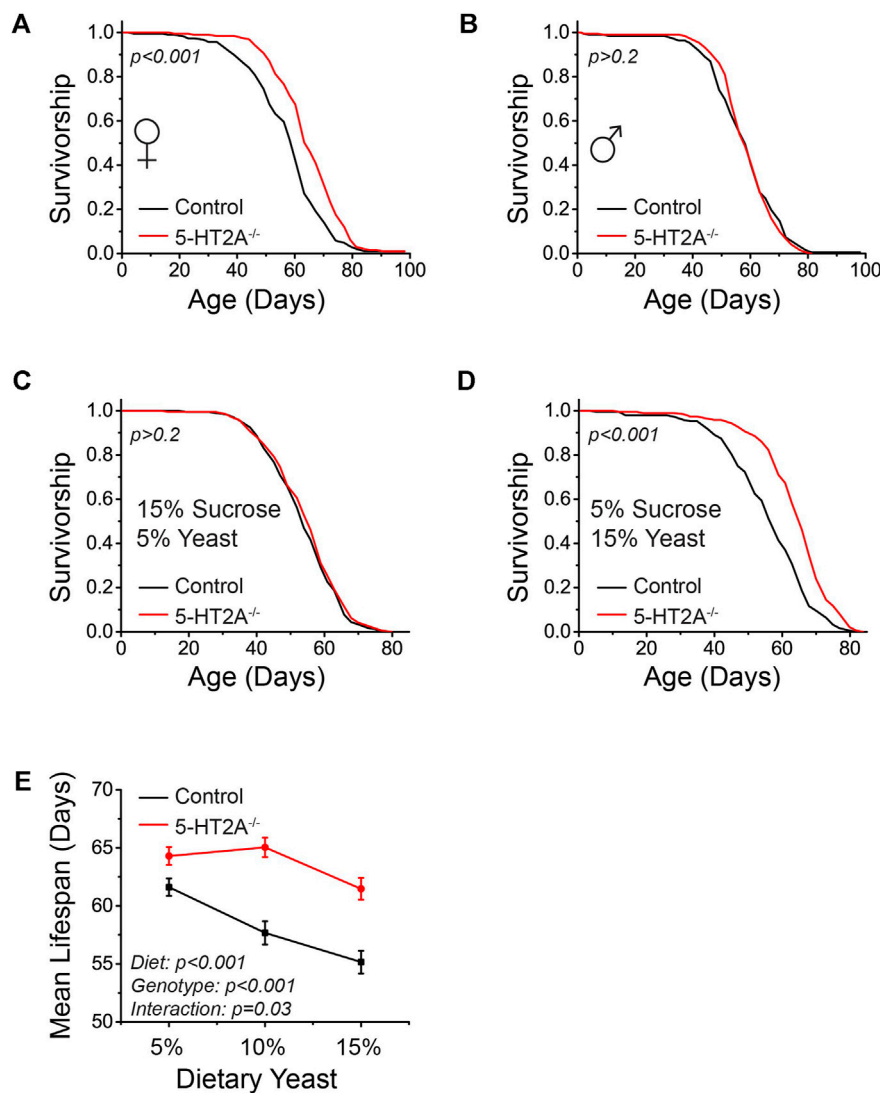 A
1.0
0.8
0.6
0.4
0.2
0.0
p<0.001
♀
Control
5-HT2A-/-
Survivorship
0 20 40 60 80 100
Age (Days)
B
1.0
0.8
0.6
0.4
0.2
0.0
p>0.2
♂
Control
5-HT2A-/-
Survivorship
0 20 40 60 80 100
Age (Days)
C
1.0
0.8
0.6
0.4
0.2
0.0
p>0.2
15% Sucrose
5% Yeast
Control
5-HT2A-/-
Survivorship
0 20 40 60 80
Age (Days)
D
1.0
0.8
0.6
0.4
0.2
0.0
p<0.001
5% Sucrose
15% Yeast
Control
5-HT2A-/-
Survivorship
0 20 40 60 80
Age (Days)
E
70
65
60
55
50
Control
5-HT2A-/-
Mean Lifespan (Days)
Diet: p<0.001
Genotype: p<0.001
Interaction: p=0.03
5% 10% 15%
Dietary Yeast